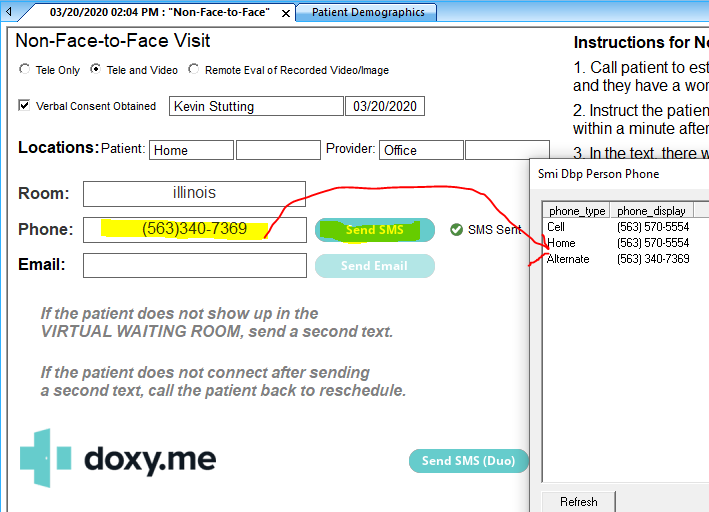 03/20/2020 02:04 PM : "Non-Face-to-Face" x
Patient Demographics
Non-Face-to-Face Visit
Tele Only Tele and Video Remote Eval of Recorded Video/Image
Verbal Consent Obtained Kevin Stutting 03/20/2020
Locations: Patient: Home Provider: Office
Room: illinois
Phone: (563)340-7369 Send SMS SMS Sent
Email: Send Email
If the patient does not show up in the
VIRTUAL WAITING ROOM, send a second text.
If the patient does not connect after sending
a second text, call the patient back to reschedule.
doxy.me
Send SMS (Duo)
Instructions for No
1. Call patient to est
and they have a wor
2. Instruct the patien
within a minute after
3. In the text, there w
Smi Dbp Person Phone
phone_type phone_display
Cell (563) 570-5554
Home (563) 570-5554
Alternate (563) 340-7369
Refresh